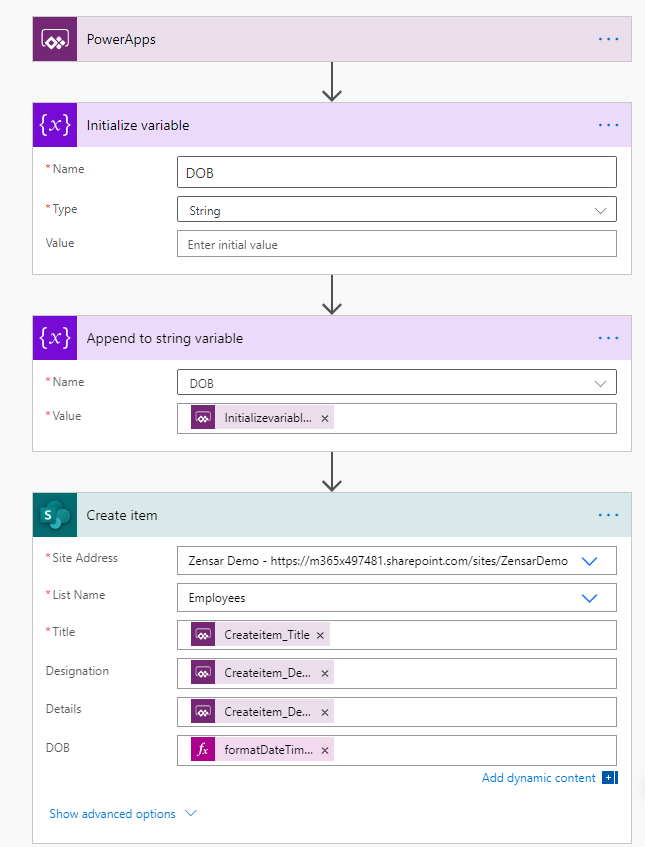 PowerApps
{x} Initialize variable
* Name DOB
* Type String
Value Enter initial value
{x} Append to string variable
* Name DOB
* Value Initializevariabl... ×
S Create item
* Site Address Zensar Demo - https://m365x497481.sharepoint.com/sites/ZensarDemo
* List Name Employees
* Title Createitem_Title ×
Designation Createitem_De... ×
Details Createitem_De... ×
DOB fx formatDateTim... ×
Add dynamic content +
Show advanced options